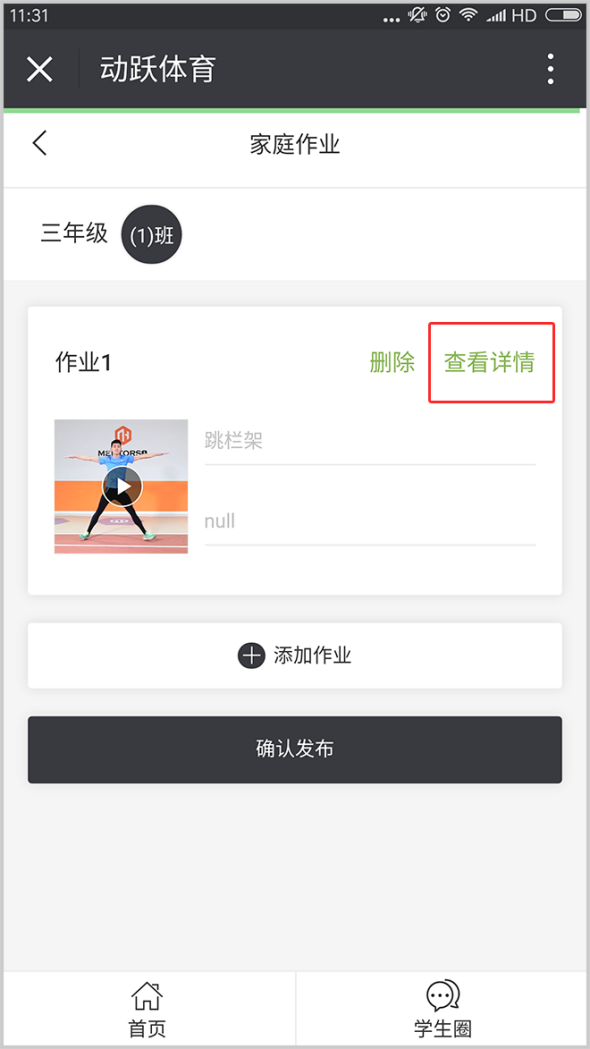 11:31
HD
动跃体育
家庭作业
三年级 (1)班
作业1 删除 查看详情
跳栏架
null
添加作业
确认发布
首页 学生圈